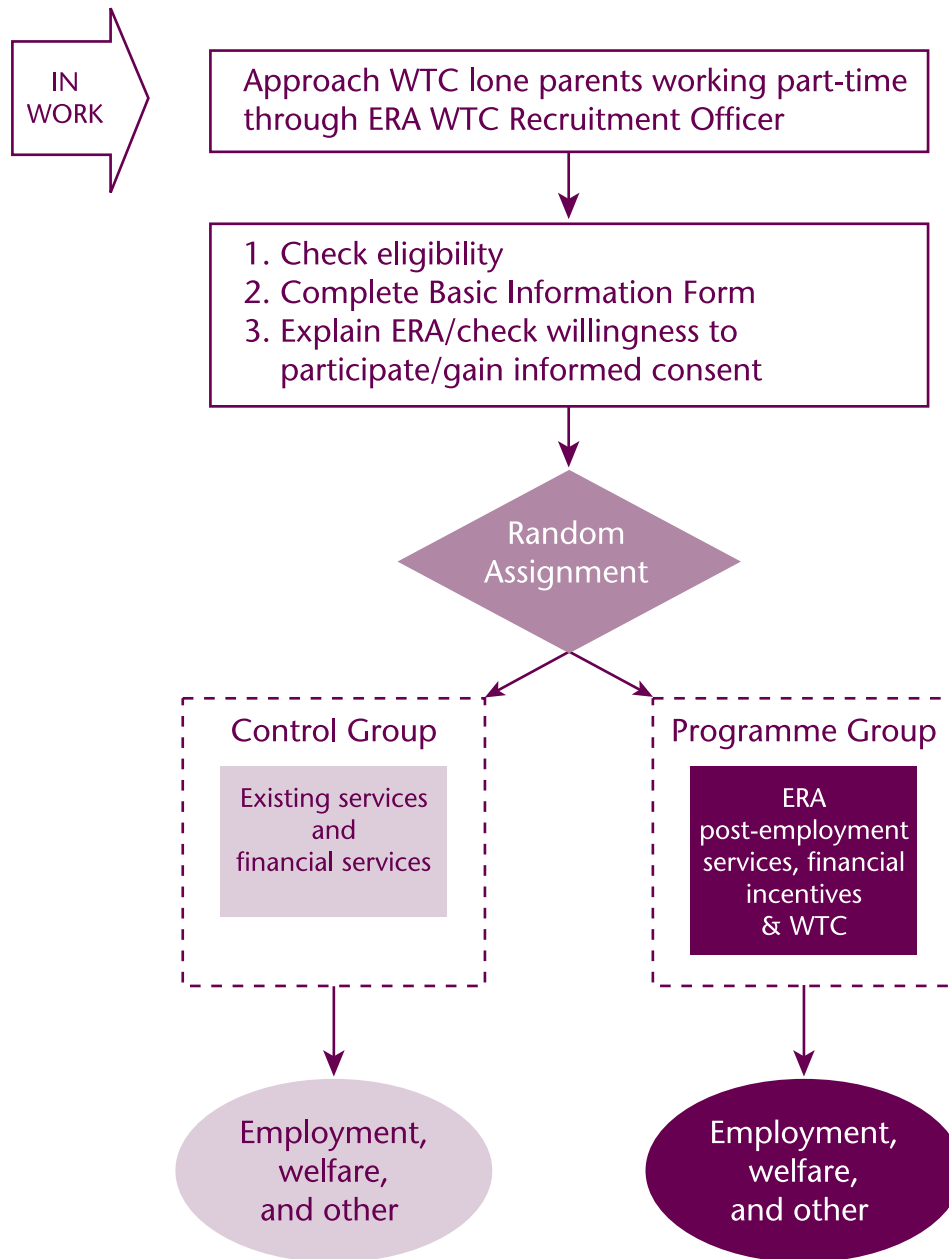 IN
WORK
Approach WTC lone parents working part-time
through ERA WTC Recruitment Officer
1. Check eligibility
2. Complete Basic Information Form
3. Explain ERA/check willingness to
participate/gain informed consent
Random
Assignment
Control Group
Existing services
and
financial services
Programme Group
ERA
post-employment
services, financial
incentives
& WTC
Employment,
welfare,
and other
Employment,
welfare,
and other